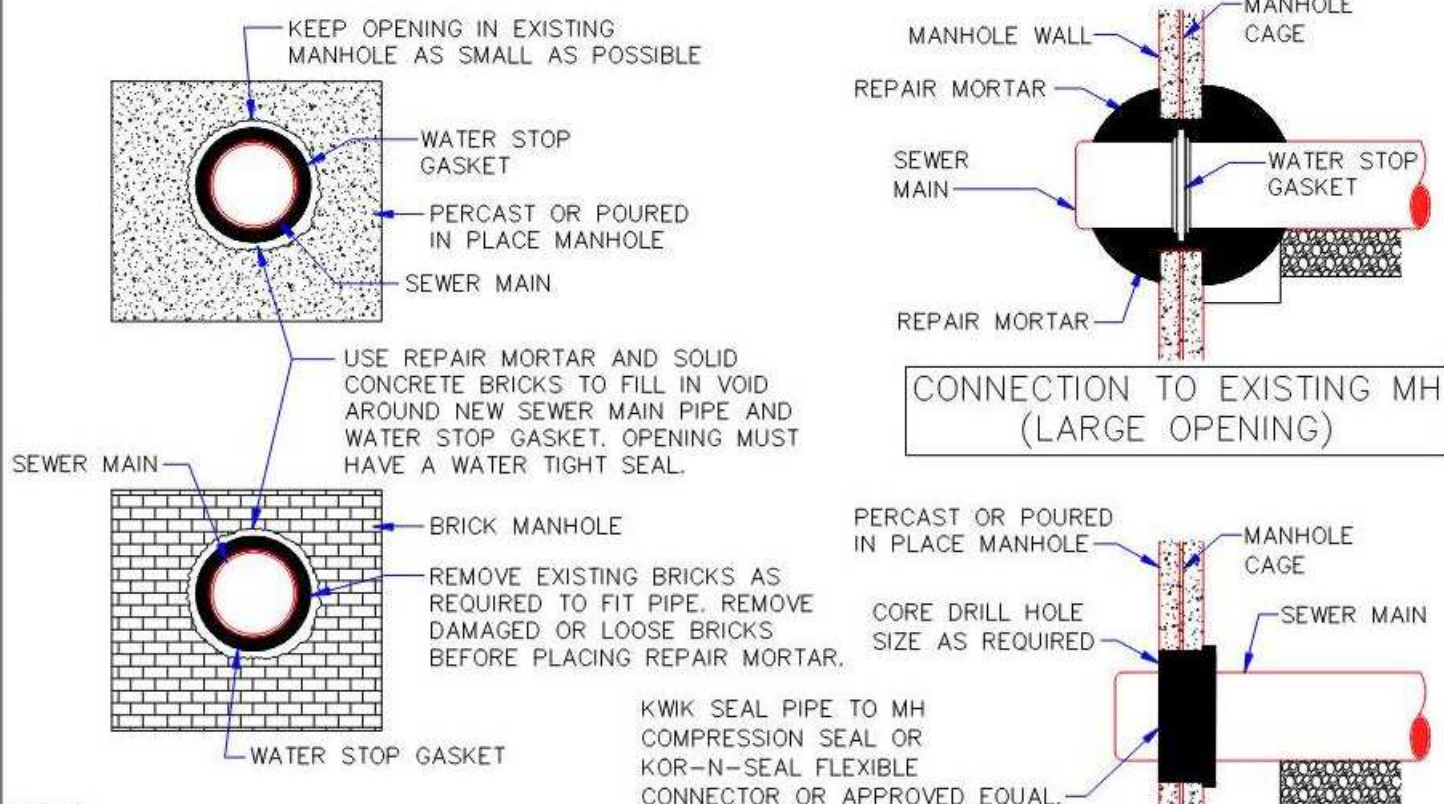 KEEP OPENING IN EXISTING
MANHOLE AS SMALL AS POSSIBLE
WATER STOP
GASKET
PERCAST OR POURED
IN PLACE MANHOLE
SEWER MAIN
USE REPAIR MORTAR AND SOLID
CONCRETE BRICKS TO FILL IN VOID
AROUND NEW SEWER MAIN PIPE AND
WATER STOP GASKET. OPENING MUST
HAVE A WATER TIGHT SEAL.
SEWER MAIN
BRICK MANHOLE
REMOVE EXISTING BRICKS AS
REQUIRED TO FIT PIPE. REMOVE
DAMAGED OR LOOSE BRICKS
BEFORE PLACING REPAIR MORTAR.
WATER STOP GASKET
MANHOLE
CAGE
MANHOLE WALL
REPAIR MORTAR
SEWER
MAIN
WATER STOP
GASKET
REPAIR MORTAR
CONNECTION TO EXISTING MH
(LARGE OPENING)
PERCAST OR POURED
IN PLACE MANHOLE
MANHOLE
CAGE
CORE DRILL HOLE
SIZE AS REQUIRED
SEWER MAIN
KWIK SEAL PIPE TO MH
COMPRESSION SEAL OR
KOR-N-SEAL FLEXIBLE
CONNECTOR OR APPROVED EQUAL.